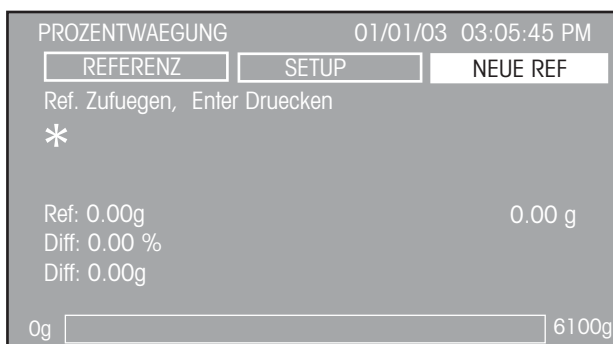 PROZENTWAEGUNG 01/01/03 03:05:45 PM
REFERENZ SETUP NEUE REF
Ref. Zufuegen, Enter Druecken
*
Ref: 0.00g 0.00 g
Diff: 0.00 %
Diff: 0.00g
0g 6100g